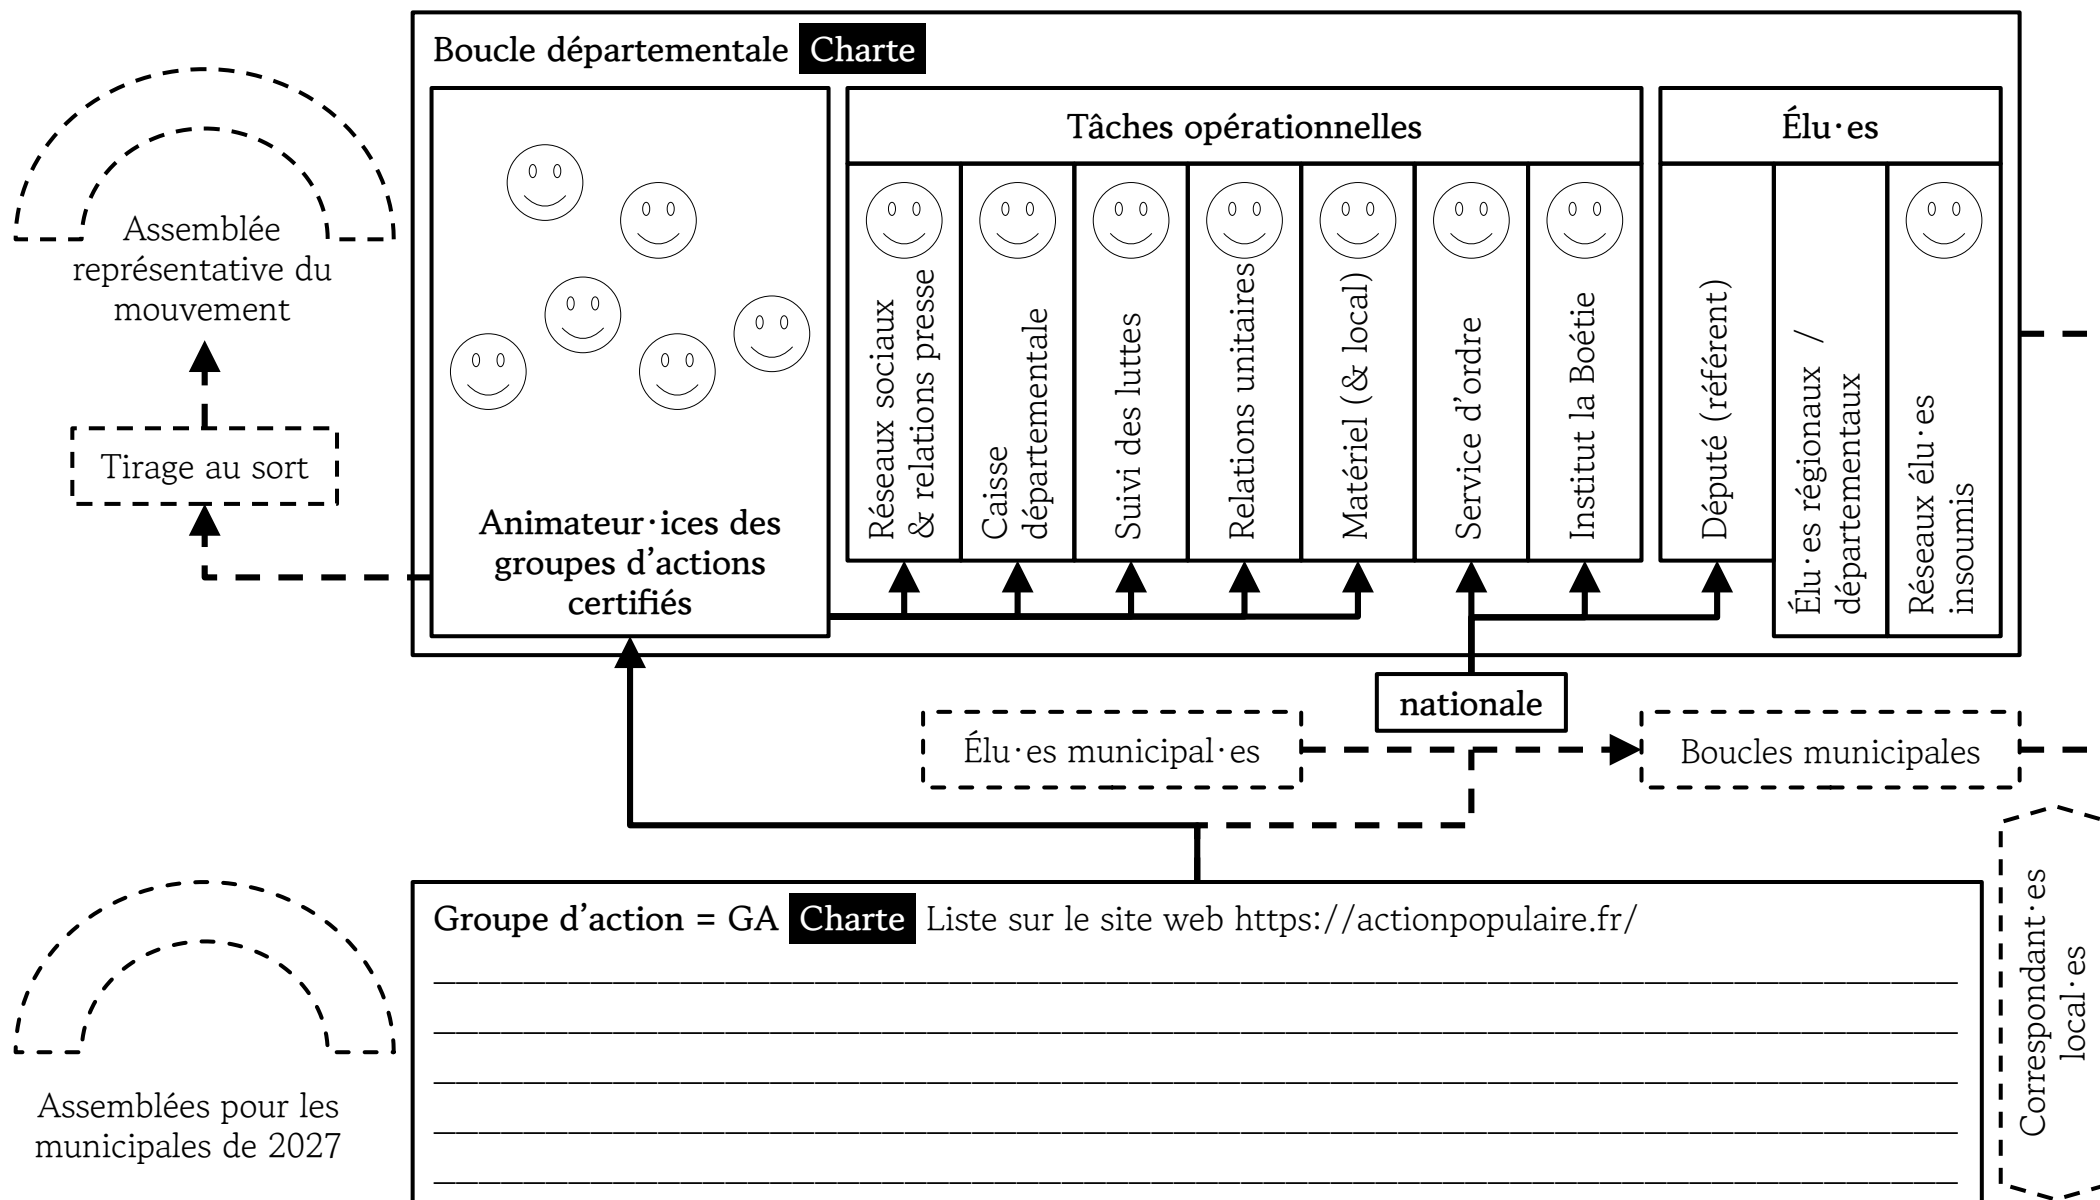 Boucle départementale Charte
Assemblée
représentative du
mouvement
Tirage au sort
Animateur·ices des
groupes d'actions
certifiés
Tâches opérationnelles
Réseaux sociaux
& relations presse
Caisse
départementale
Suivi des luttes
Relations unitaires
Matériel (& local)
Service d'ordre
Institut la Boétie
Élu·es
Député (référent)
Élu·es régionaux /
départementaux
Réseaux élu·es
insoumis
nationale
Élu·es municipal·es
Boucles municipales
Groupe d'action = GA Charte Liste sur le site web https://actionpopulaire.fr/
Correspondant·es
local·es
Assemblées pour les
municipales de 2027